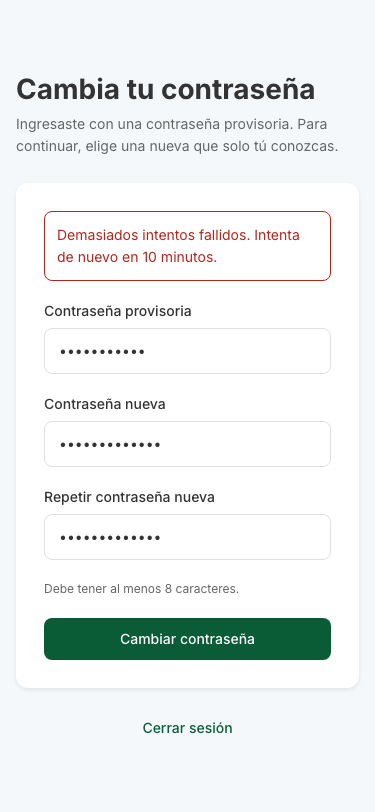 Cambia tu contraseña
Ingresaste con una contraseña provisoria. Para
continuar, elige una nueva que solo tú conozcas.
Demasiados intentos fallidos. Intenta
de nuevo en 10 minutos.
Contraseña provisoria
•••••••••••
Contraseña nueva
•••••••••••••
Repetir contraseña nueva
•••••••••••••
Debe tener al menos 8 caracteres.
Cambiar contraseña
Cerrar sesión